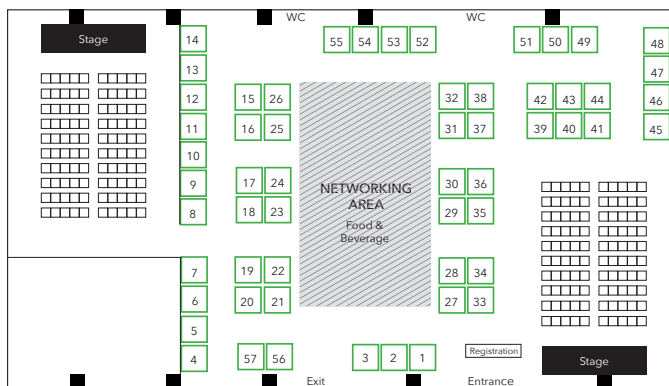 WC
WC
Stage
14
55 54 53 52
51 50 49
48
13
47
12
15 26
32 38
42 43 44
46
11
16 25
31 37
39 40 41
45
10
9
17 24
NETWORKING
AREA
30 36
8
18 23
Food &
Beverage
29 35
7
19 22
28 34
6
20 21
27 33
5
4
57 56
3 2 1
Registration
Stage
Exit
Entrance